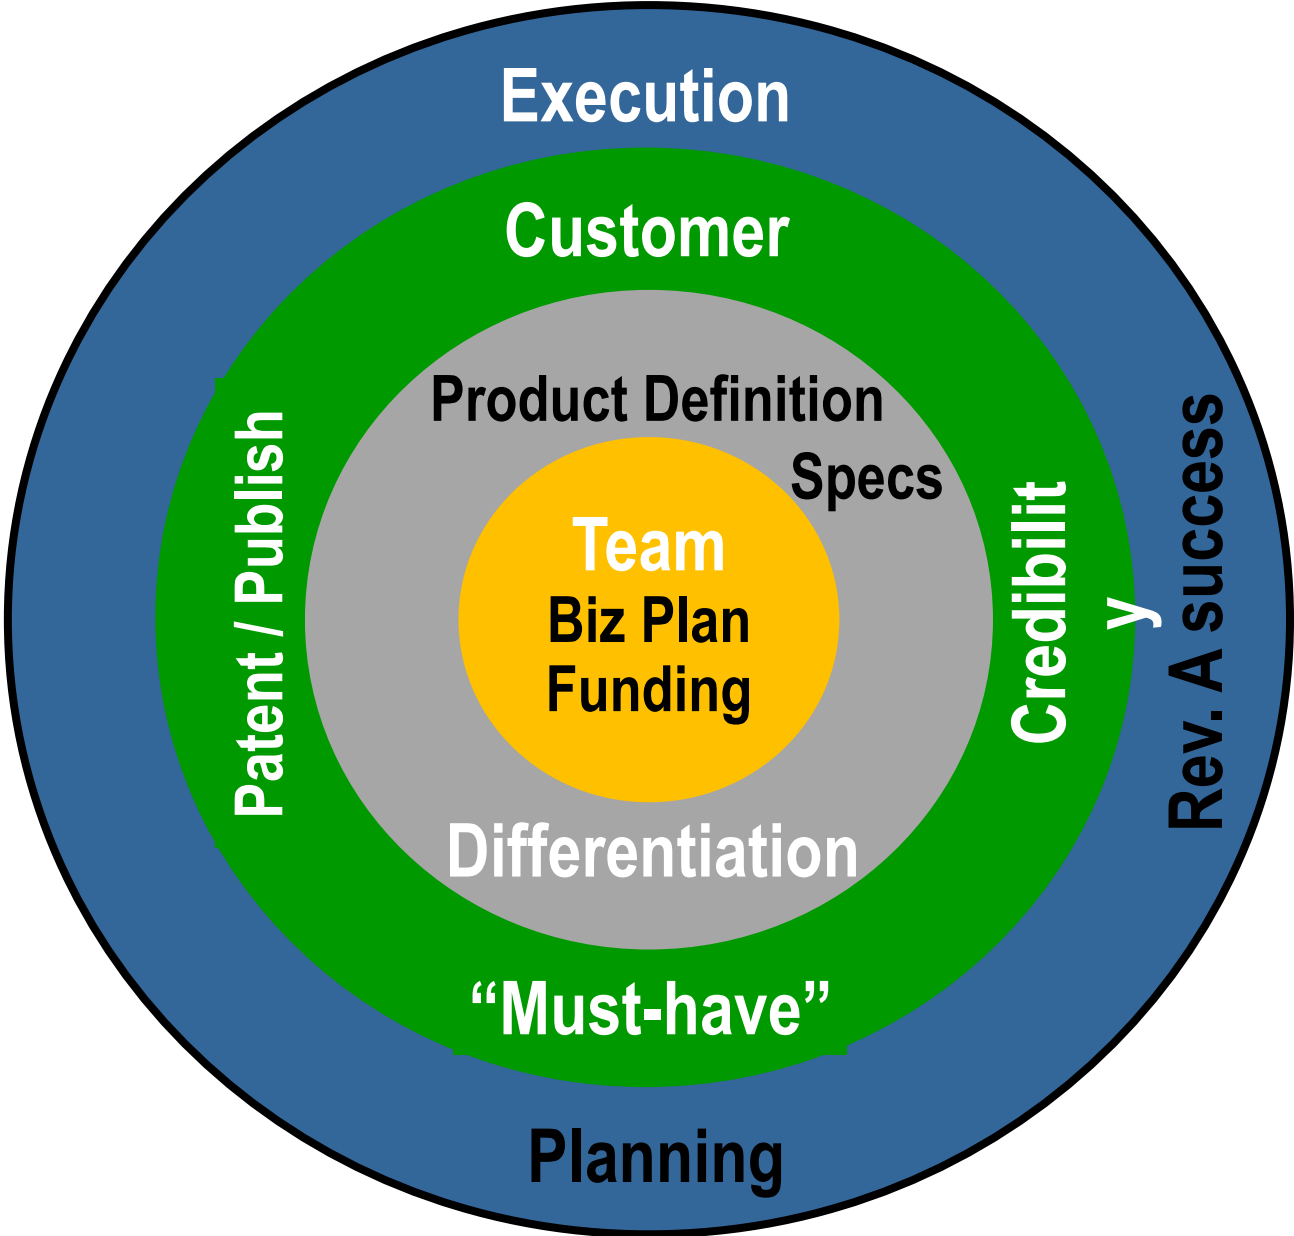 Execution
Customer
Product Definition
Specs
Team
Biz Plan
Funding
Differentiation
“Must-have”
Planning
Patent / Publish
Credibilit
y
Rev. A success